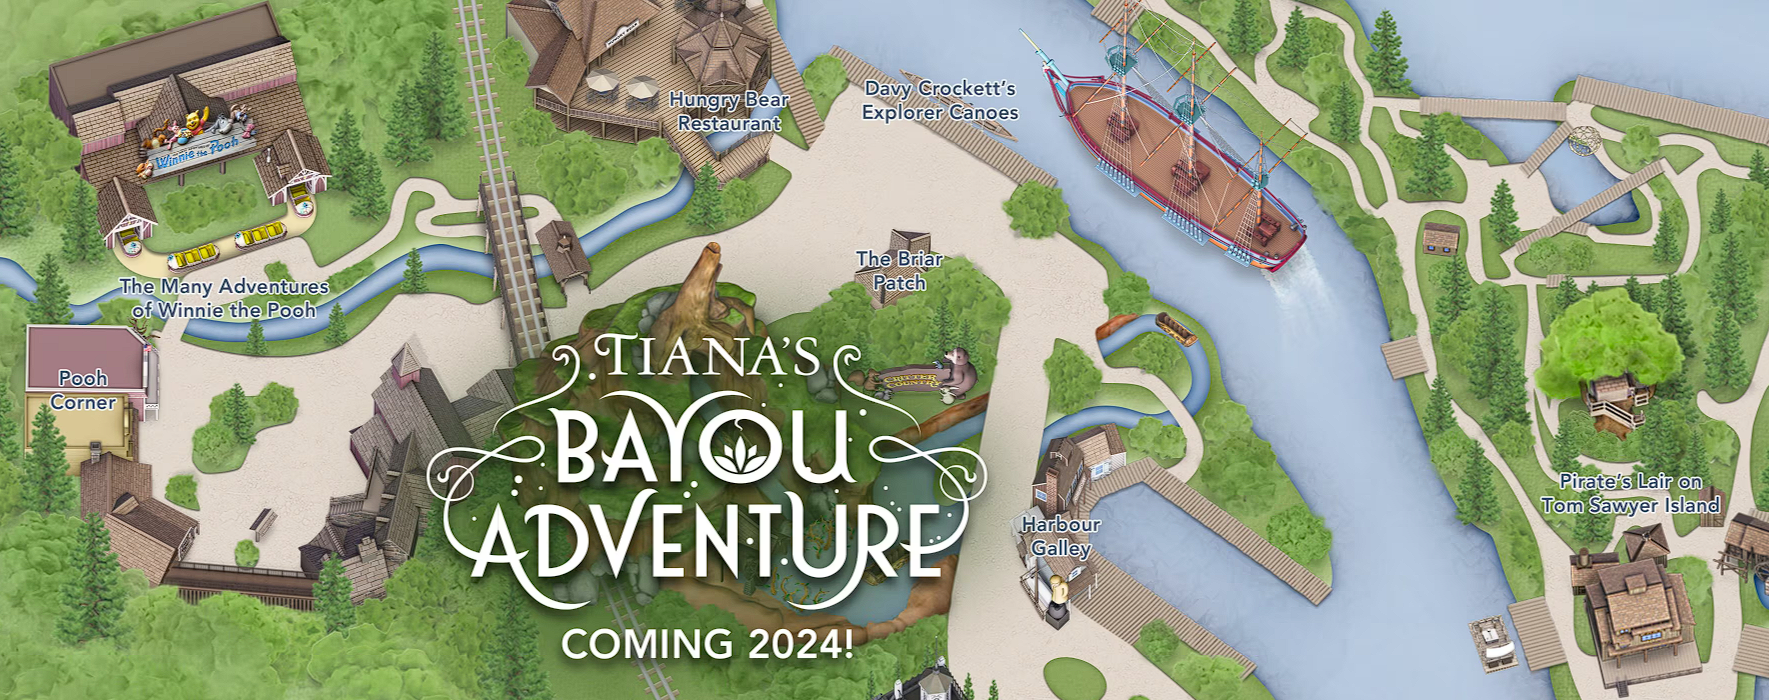 Hungry Bear
Restaurant
Davy Crockett's
Explorer Canoes
Winnie the Pooh
The Many Adventures
of Winnie the Pooh
The Briar
Patch
Pooh
Corner
CRITTER
COUNTRY
TIANA'S
BAYOU
ADVENTURE
COMING 2024!
Harbour
Galley
Pirate's Lair on
Tom Sawyer Island